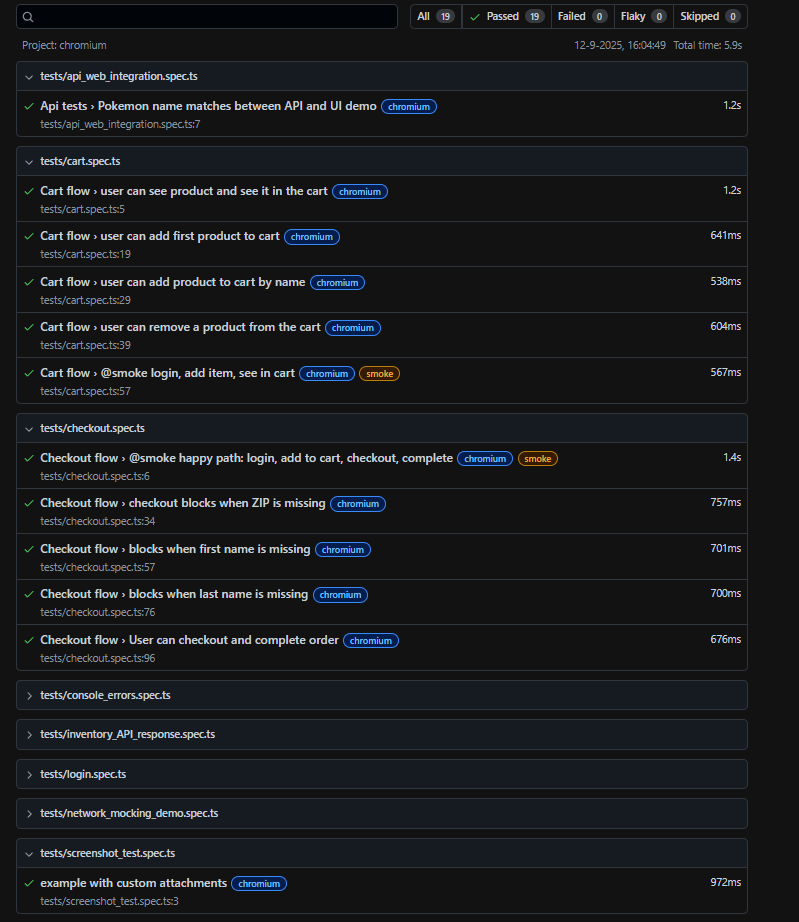 All 19 Passed 19 Failed 0 Flaky 0 Skipped 0
Project: chromium 12-9-2025, 16:04:49 Total time: 5.9s
tests/api_web_integration.spec.ts
Api tests › Pokemon name matches between API and UI demo chromium 1.2s
tests/api_web_integration.spec.ts:7
tests/cart.spec.ts
Cart flow › user can see product and see it in the cart chromium 1.2s
tests/cart.spec.ts:5
Cart flow › user can add first product to cart chromium 641ms
tests/cart.spec.ts:19
Cart flow › user can add product to cart by name chromium 538ms
tests/cart.spec.ts:29
Cart flow › user can remove a product from the cart chromium 604ms
tests/cart.spec.ts:39
Cart flow › @smoke login, add item, see in cart chromium smoke 567ms
tests/cart.spec.ts:57
tests/checkout.spec.ts
Checkout flow › @smoke happy path: login, add to cart, checkout, complete chromium smoke 1.4s
tests/checkout.spec.ts:6
Checkout flow › checkout blocks when ZIP is missing chromium 757ms
tests/checkout.spec.ts:34
Checkout flow › blocks when first name is missing chromium 701ms
tests/checkout.spec.ts:57
Checkout flow › blocks when last name is missing chromium 700ms
tests/checkout.spec.ts:76
Checkout flow › User can checkout and complete order chromium 676ms
tests/checkout.spec.ts:96
tests/console_errors.spec.ts
tests/inventory_API_response.spec.ts
tests/login.spec.ts
tests/network_mocking_demo.spec.ts
tests/screenshot_test.spec.ts
example with custom attachments chromium 972ms
tests/screenshot_test.spec.ts:3